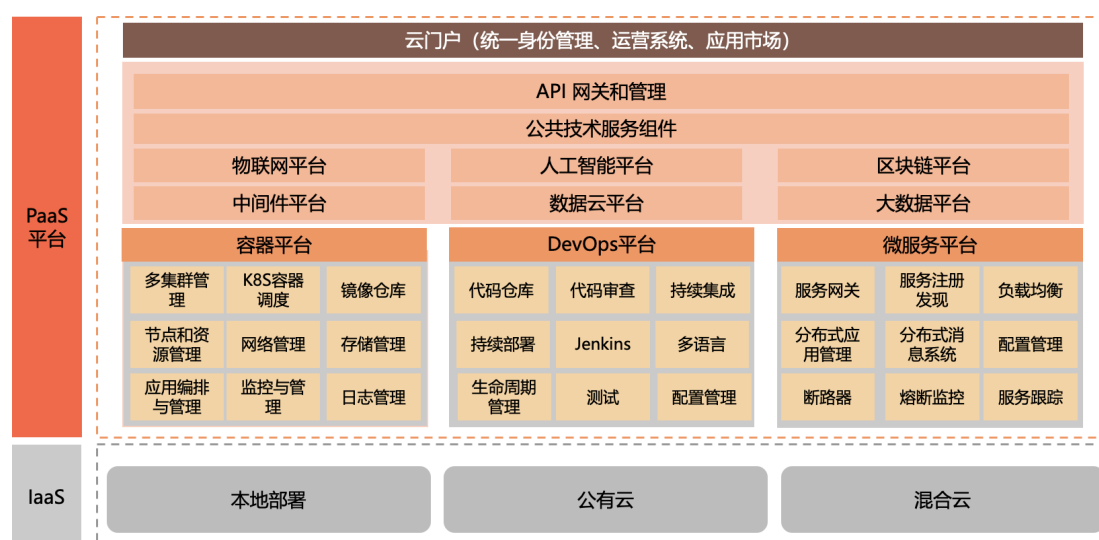 云门户（统一身份管理、运营系统、应用市场）
API 网关和管理
公共技术服务组件
物联网平台
人工智能平台
区块链平台
中间件平台
数据云平台
大数据平台
PaaS
平台
容器平台
DevOps平台
微服务平台
多集群管
理
K8S容器
调度
镜像仓库
节点和资
源管理
网络管理
存储管理
应用编排
与管理
监控与管
理
日志管理
代码仓库
代码审查
持续集成
持续部署
Jenkins
多语言
生命周期
管理
测试
配置管理
服务网关
服务注册
发现
负载均衡
分布式应
用管理
分布式消
息系统
配置管理
断路器
熔断监控
服务跟踪
IaaS
本地部署
公有云
混合云